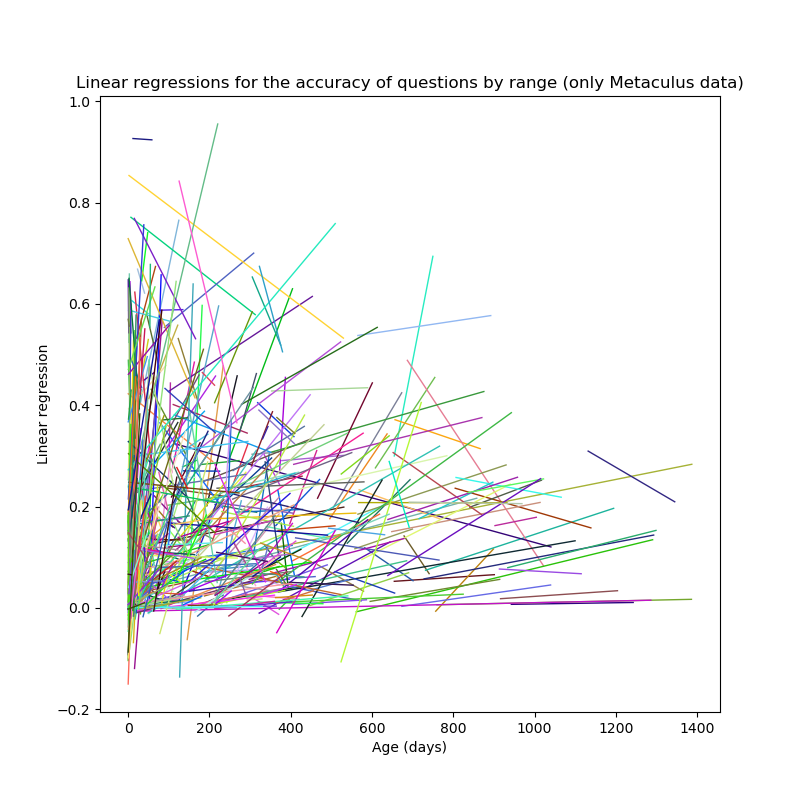 Linear regressions for the accuracy of questions by range (only Metaculus data)
1.0
0.8
0.6
0.4
0.2
0.0
−0.2
Linear regression
0 200 400 600 800 1000 1200 1400
Age (days)